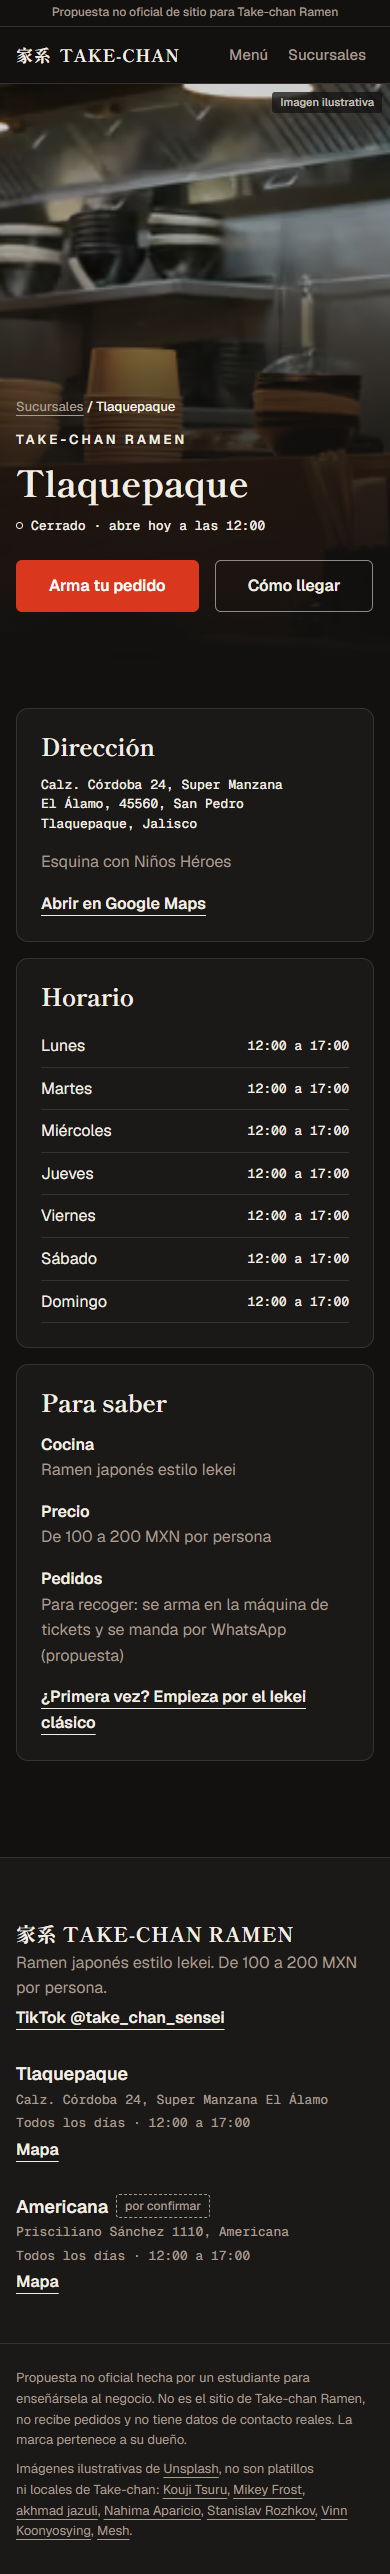 Propuesta no oficial de sitio para Take-chan Ramen
家系 TAKE-CHAN
Menú Sucursales
Imagen ilustrativa
Sucursales / Tlaquepaque
TAKE-CHAN RAMEN
Tlaquepaque
Cerrado · abre hoy a las 12:00
Arma tu pedido
Cómo llegar
Dirección
Calz. Córdoba 24, Super Manzana
El Álamo, 45560, San Pedro
Tlaquepaque, Jalisco
Esquina con Niños Héroes
Abrir en Google Maps
Horario
Lunes 12:00 a 17:00
Martes 12:00 a 17:00
Miércoles 12:00 a 17:00
Jueves 12:00 a 17:00
Viernes 12:00 a 17:00
Sábado 12:00 a 17:00
Domingo 12:00 a 17:00
Para saber
Cocina
Ramen japonés estilo Iekei
Precio
De 100 a 200 MXN por persona
Pedidos
Para recoger: se arma en la máquina de
tickets y se manda por WhatsApp
(propuesta)
¿Primera vez? Empieza por el Iekei
clásico
家系 TAKE-CHAN RAMEN
Ramen japonés estilo Iekei. De 100 a 200 MXN
por persona.
TikTok @take_chan_sensei
Tlaquepaque
Calz. Córdoba 24, Super Manzana El Álamo
Todos los días · 12:00 a 17:00
Mapa
Americana por confirmar
Prisciliano Sánchez 1110, Americana
Todos los días · 12:00 a 17:00
Mapa
Propuesta no oficial hecha por un estudiante para
enseñársela al negocio. No es el sitio de Take-chan Ramen,
no recibe pedidos y no tiene datos de contacto reales. La
marca pertenece a su dueño.
Imágenes ilustrativas de Unsplash, no son platillos
ni locales de Take-chan: Kouji Tsuru, Mikey Frost,
akhmad jazuli, Nahima Aparicio, Stanislav Rozhkov, Vinn
Koonyosying, Mesh.